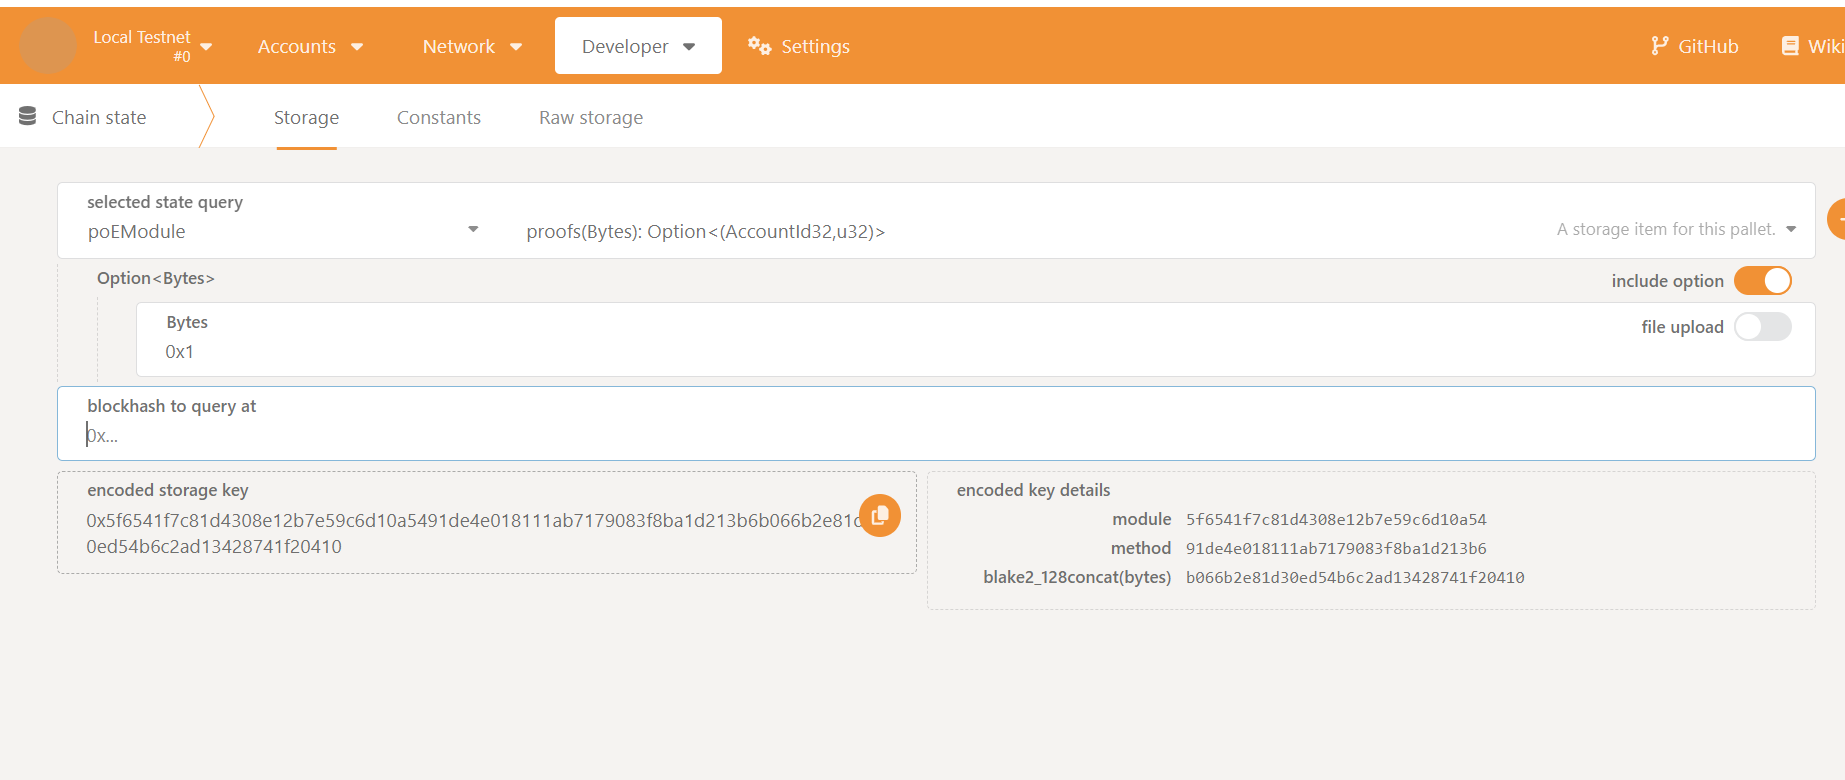 Local Testnet
#0
Accounts
Network
Developer
Settings
GitHub
Wiki
Chain state
Storage
Constants
Raw storage
selected state query
poEModule
proofs(Bytes): Option<(AccountId32,u32)>
A storage item for this pallet.
Option<Bytes>
include option
Bytes
file upload
0x1
blockhash to query at
0x...
encoded storage key
0x5f6541f7c81d4308e12b7e59c6d10a5491de4e018111ab7179083f8ba1d213b6b066b2e81d
0ed54b6c2ad13428741f20410
encoded key details
module 5f6541f7c81d4308e12b7e59c6d10a54
method 91de4e018111ab7179083f8ba1d213b6
blake2_128concat(bytes) b066b2e81d30ed54b6c2ad13428741f20410